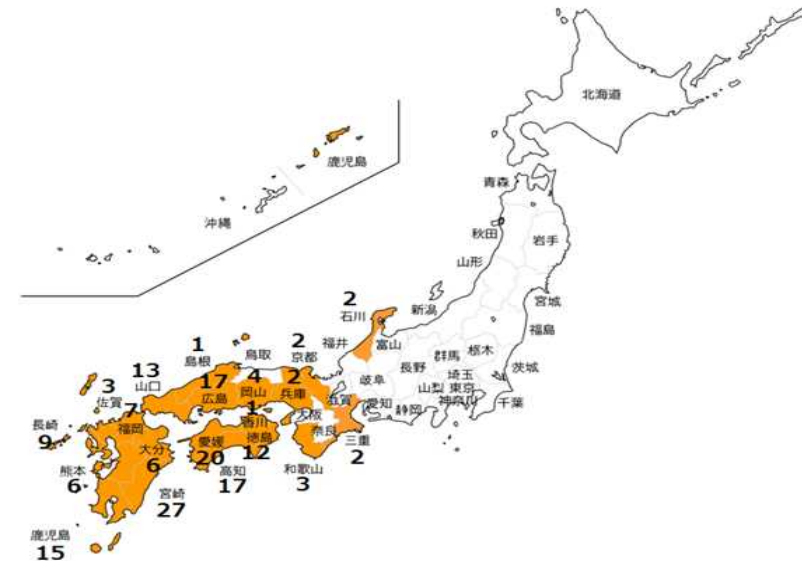 北海道
鹿児島
沖縄
青森
秋田
岩手
山形
宮城
新潟
福島
2
石川
富山
福井
群馬
栃木
茨城
長野
埼玉
岐阜
山梨
東京
千葉
神奈川
静岡
愛知
滋賀
2
京都
鳥取
1
島根
13
山口
17
広島
4
岡山
2
兵庫
大阪
奈良
三重
2
和歌山
3
1
香川
徳島
12
愛媛
20
高知
17
3
佐賀
7
福岡
長崎
9
大分
6
熊本
6
宮崎
27
鹿児島
15